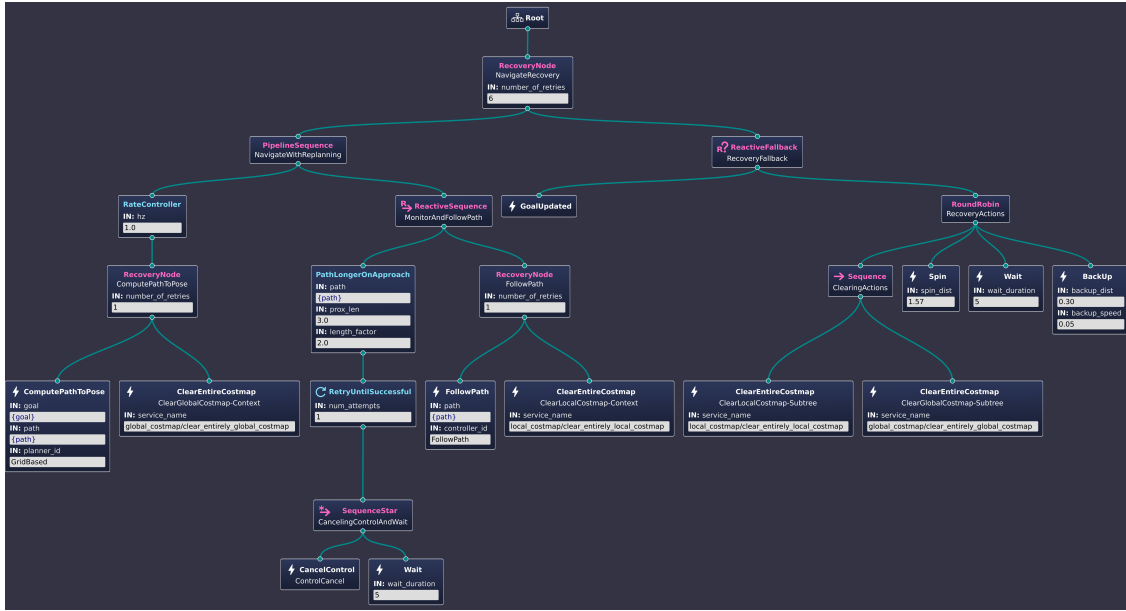 Root
RecoveryNode
NavigateRecovery
IN: number_of_retries
6
PipelineSequence
NavigateWithReplanning
R? ReactiveFallback
RecoveryFallback
RateController
IN: hz
1.0
R ReactiveSequence
MonitorAndFollowPath
GoalUpdated
RoundRobin
RecoveryActions
RecoveryNode
ComputePathToPose
IN: number_of_retries
1
PathLongerOnApproach
IN: path
{path}
IN: prox_len
3.0
IN: length_factor
2.0
RecoveryNode
FollowPath
IN: number_of_retries
1
Sequence
ClearingActions
Spin
IN: spin_dist
1.57
Wait
IN: wait_duration
5
BackUp
IN: backup_dist
0.30
IN: backup_speed
0.05
ComputePathToPose
IN: goal
{goal}
IN: path
{path}
IN: planner_id
GridBased
ClearEntireCostmap
ClearGlobalCostmap-Context
IN: service_name
global_costmap/clear_entirely_global_costmap
RetryUntilSuccessful
IN: num_attempts
1
FollowPath
IN: path
{path}
IN: controller_id
FollowPath
ClearEntireCostmap
ClearLocalCostmap-Context
IN: service_name
local_costmap/clear_entirely_local_costmap
ClearEntireCostmap
ClearLocalCostmap-Subtree
IN: service_name
local_costmap/clear_entirely_local_costmap
ClearEntireCostmap
ClearGlobalCostmap-Subtree
IN: service_name
global_costmap/clear_entirely_global_costmap
SequenceStar
CancelingControlAndWait
CancelControl
ControlCancel
Wait
IN: wait_duration
5